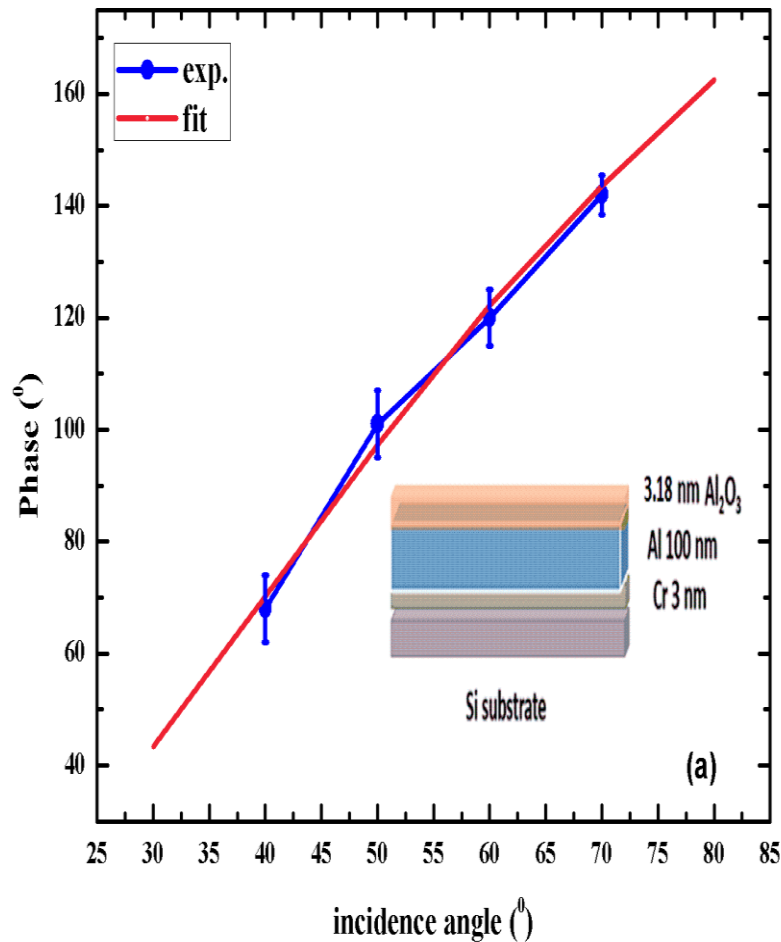 exp.
fit
160
140
120
100
80
60
40
Phase (⁰)
3.18 nm Al₂O₃
Al 100 nm
Cr 3 nm
Si substrate
(a)
25 30 35 40 45 50 55 60 65 70 75 80 85
incidence angle (⁰)